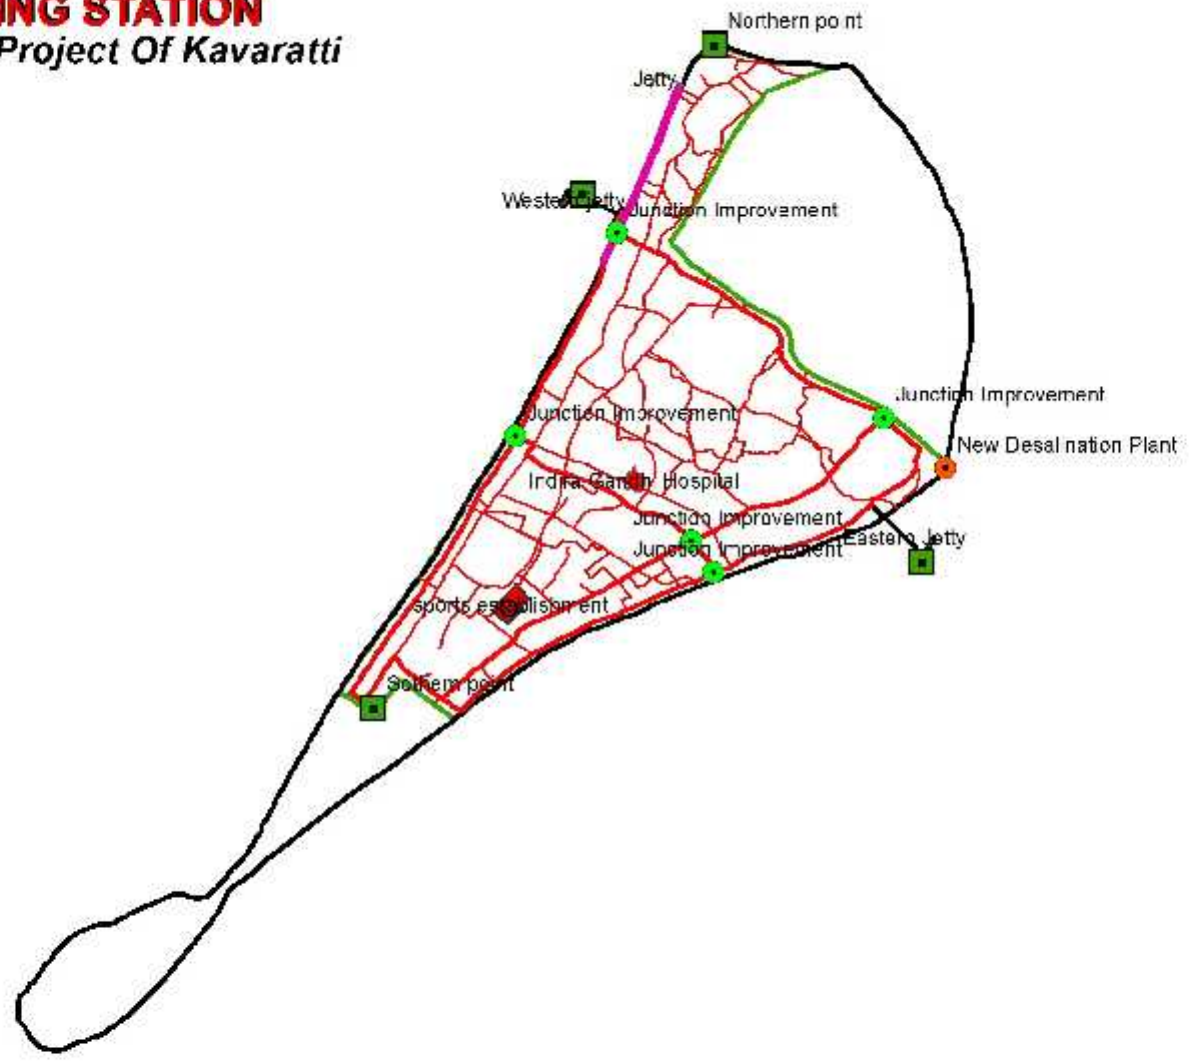 ING STATION
Project Of Kavaratti
Northern point
Jetty
Western jetty
Junction Improvement
Junction Improvement
Junction Improvement
New Desalination Plant
Indira Gandhi Hospital
Junction Improvement
Eastern Jetty
Junction Improvement
sports establishment
Sothern point